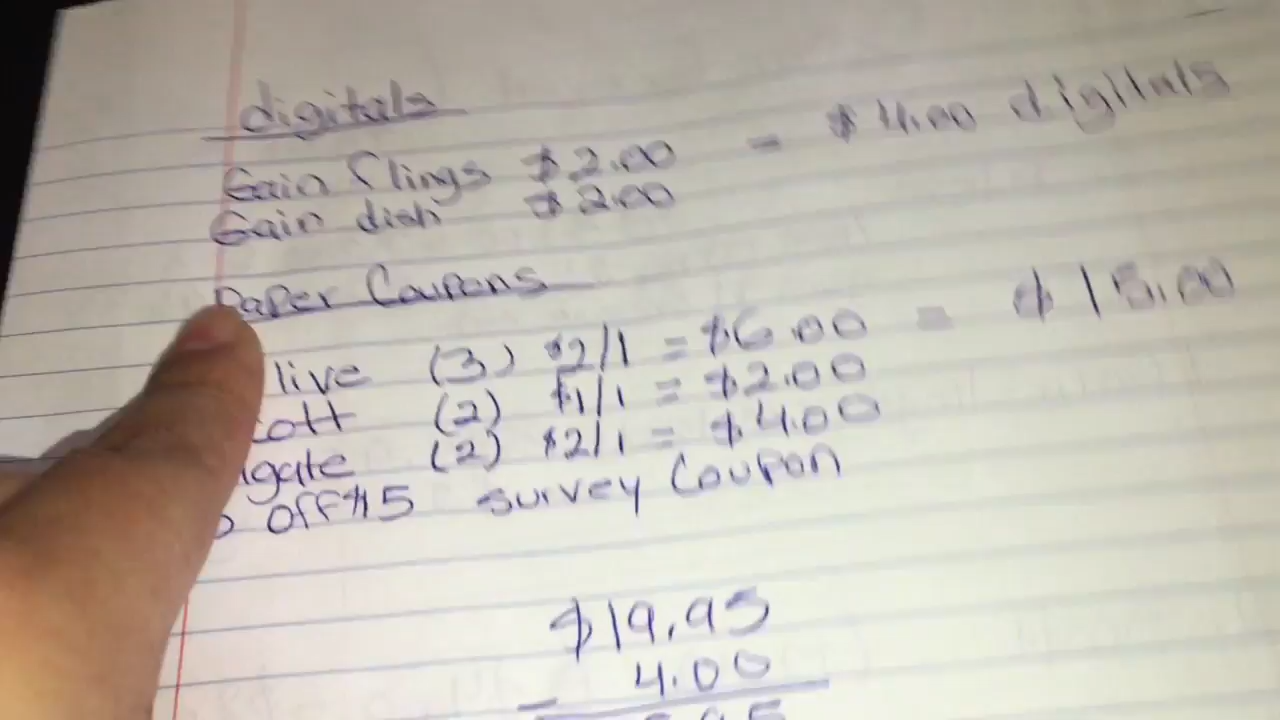 digitals
Gain flings $2.00 = $4.00 digitals
Gain dish $2.00
Paper Coupons
live (3) $2/1 = $6.00 = $15.00
cott (2) $1/1 = $2.00
lgate (2) $2/1 = $4.00
off $15 survey Coupon
$19.95
- 4.00